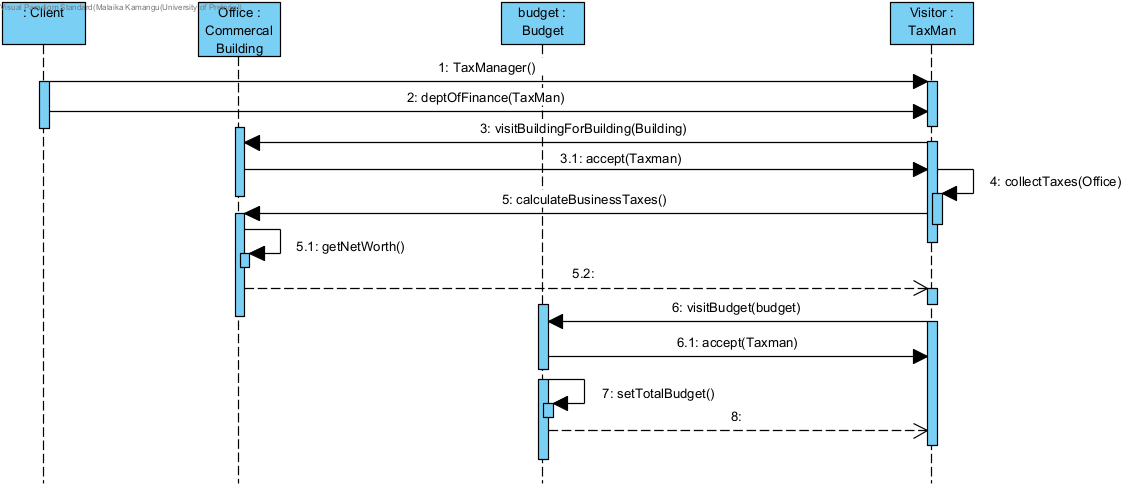 Visual Paradigm Standard(Malaika Kamangu(University of Pretoria))
: Client
Office :
Commercal
Building
budget :
Budget
Visitor :
TaxMan
1: TaxManager()
2: deptOfFinance(TaxMan)
3: visitBuildingForBuilding(Building)
3.1: accept(Taxman)
4: collectTaxes(Office)
5: calculateBusinessTaxes()
5.1: getNetWorth()
5.2:
6: visitBudget(budget)
6.1: accept(Taxman)
7: setTotalBudget()
8: